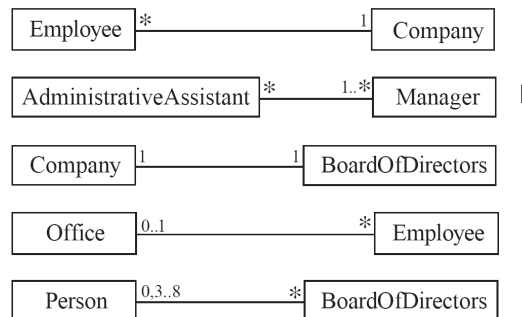 Employee * 1 Company
AdministrativeAssistant * 1..* Manager
Company 1 1 BoardOfDirectors
Office 0..1 * Employee
Person 0,3..8 * BoardOfDirectors